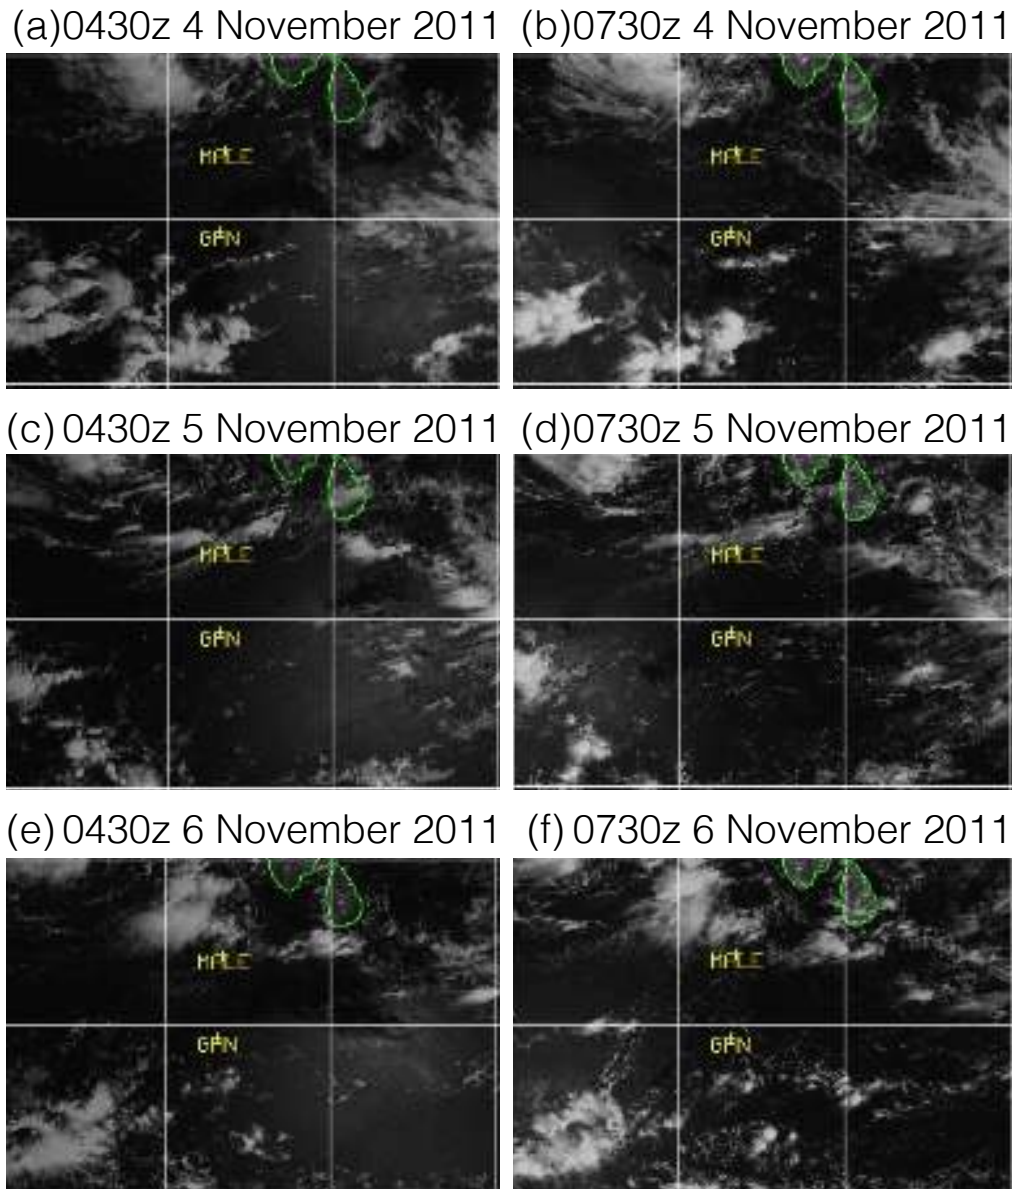 (a)0430z 4 November 2011
(b)0730z 4 November 2011
MALE
MALE
GAN
GAN
(c) 0430z 5 November 2011
(d)0730z 5 November 2011
MALE
MALE
GAN
GAN
(e) 0430z 6 November 2011
(f) 0730z 6 November 2011
MALE
MALE
GAN
GAN